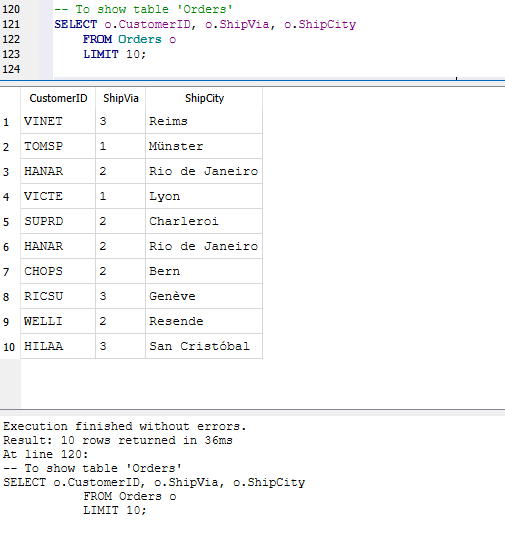 120 -- To show table 'Orders'
121 SELECT o.CustomerID, o.ShipVia, o.ShipCity
122 FROM Orders o
123 LIMIT 10;
124
CustomerID ShipVia ShipCity
1 VINET 3 Reims
2 TOMSP 1 Münster
3 HANAR 2 Rio de Janeiro
4 VICTE 1 Lyon
5 SUPRD 2 Charleroi
6 HANAR 2 Rio de Janeiro
7 CHOPS 2 Bern
8 RICSU 3 Genève
9 WELLI 2 Resende
10 HILAA 3 San Cristóbal
Execution finished without errors.
Result: 10 rows returned in 36ms
At line 120:
-- To show table 'Orders'
SELECT o.CustomerID, o.ShipVia, o.ShipCity
FROM Orders o
LIMIT 10;